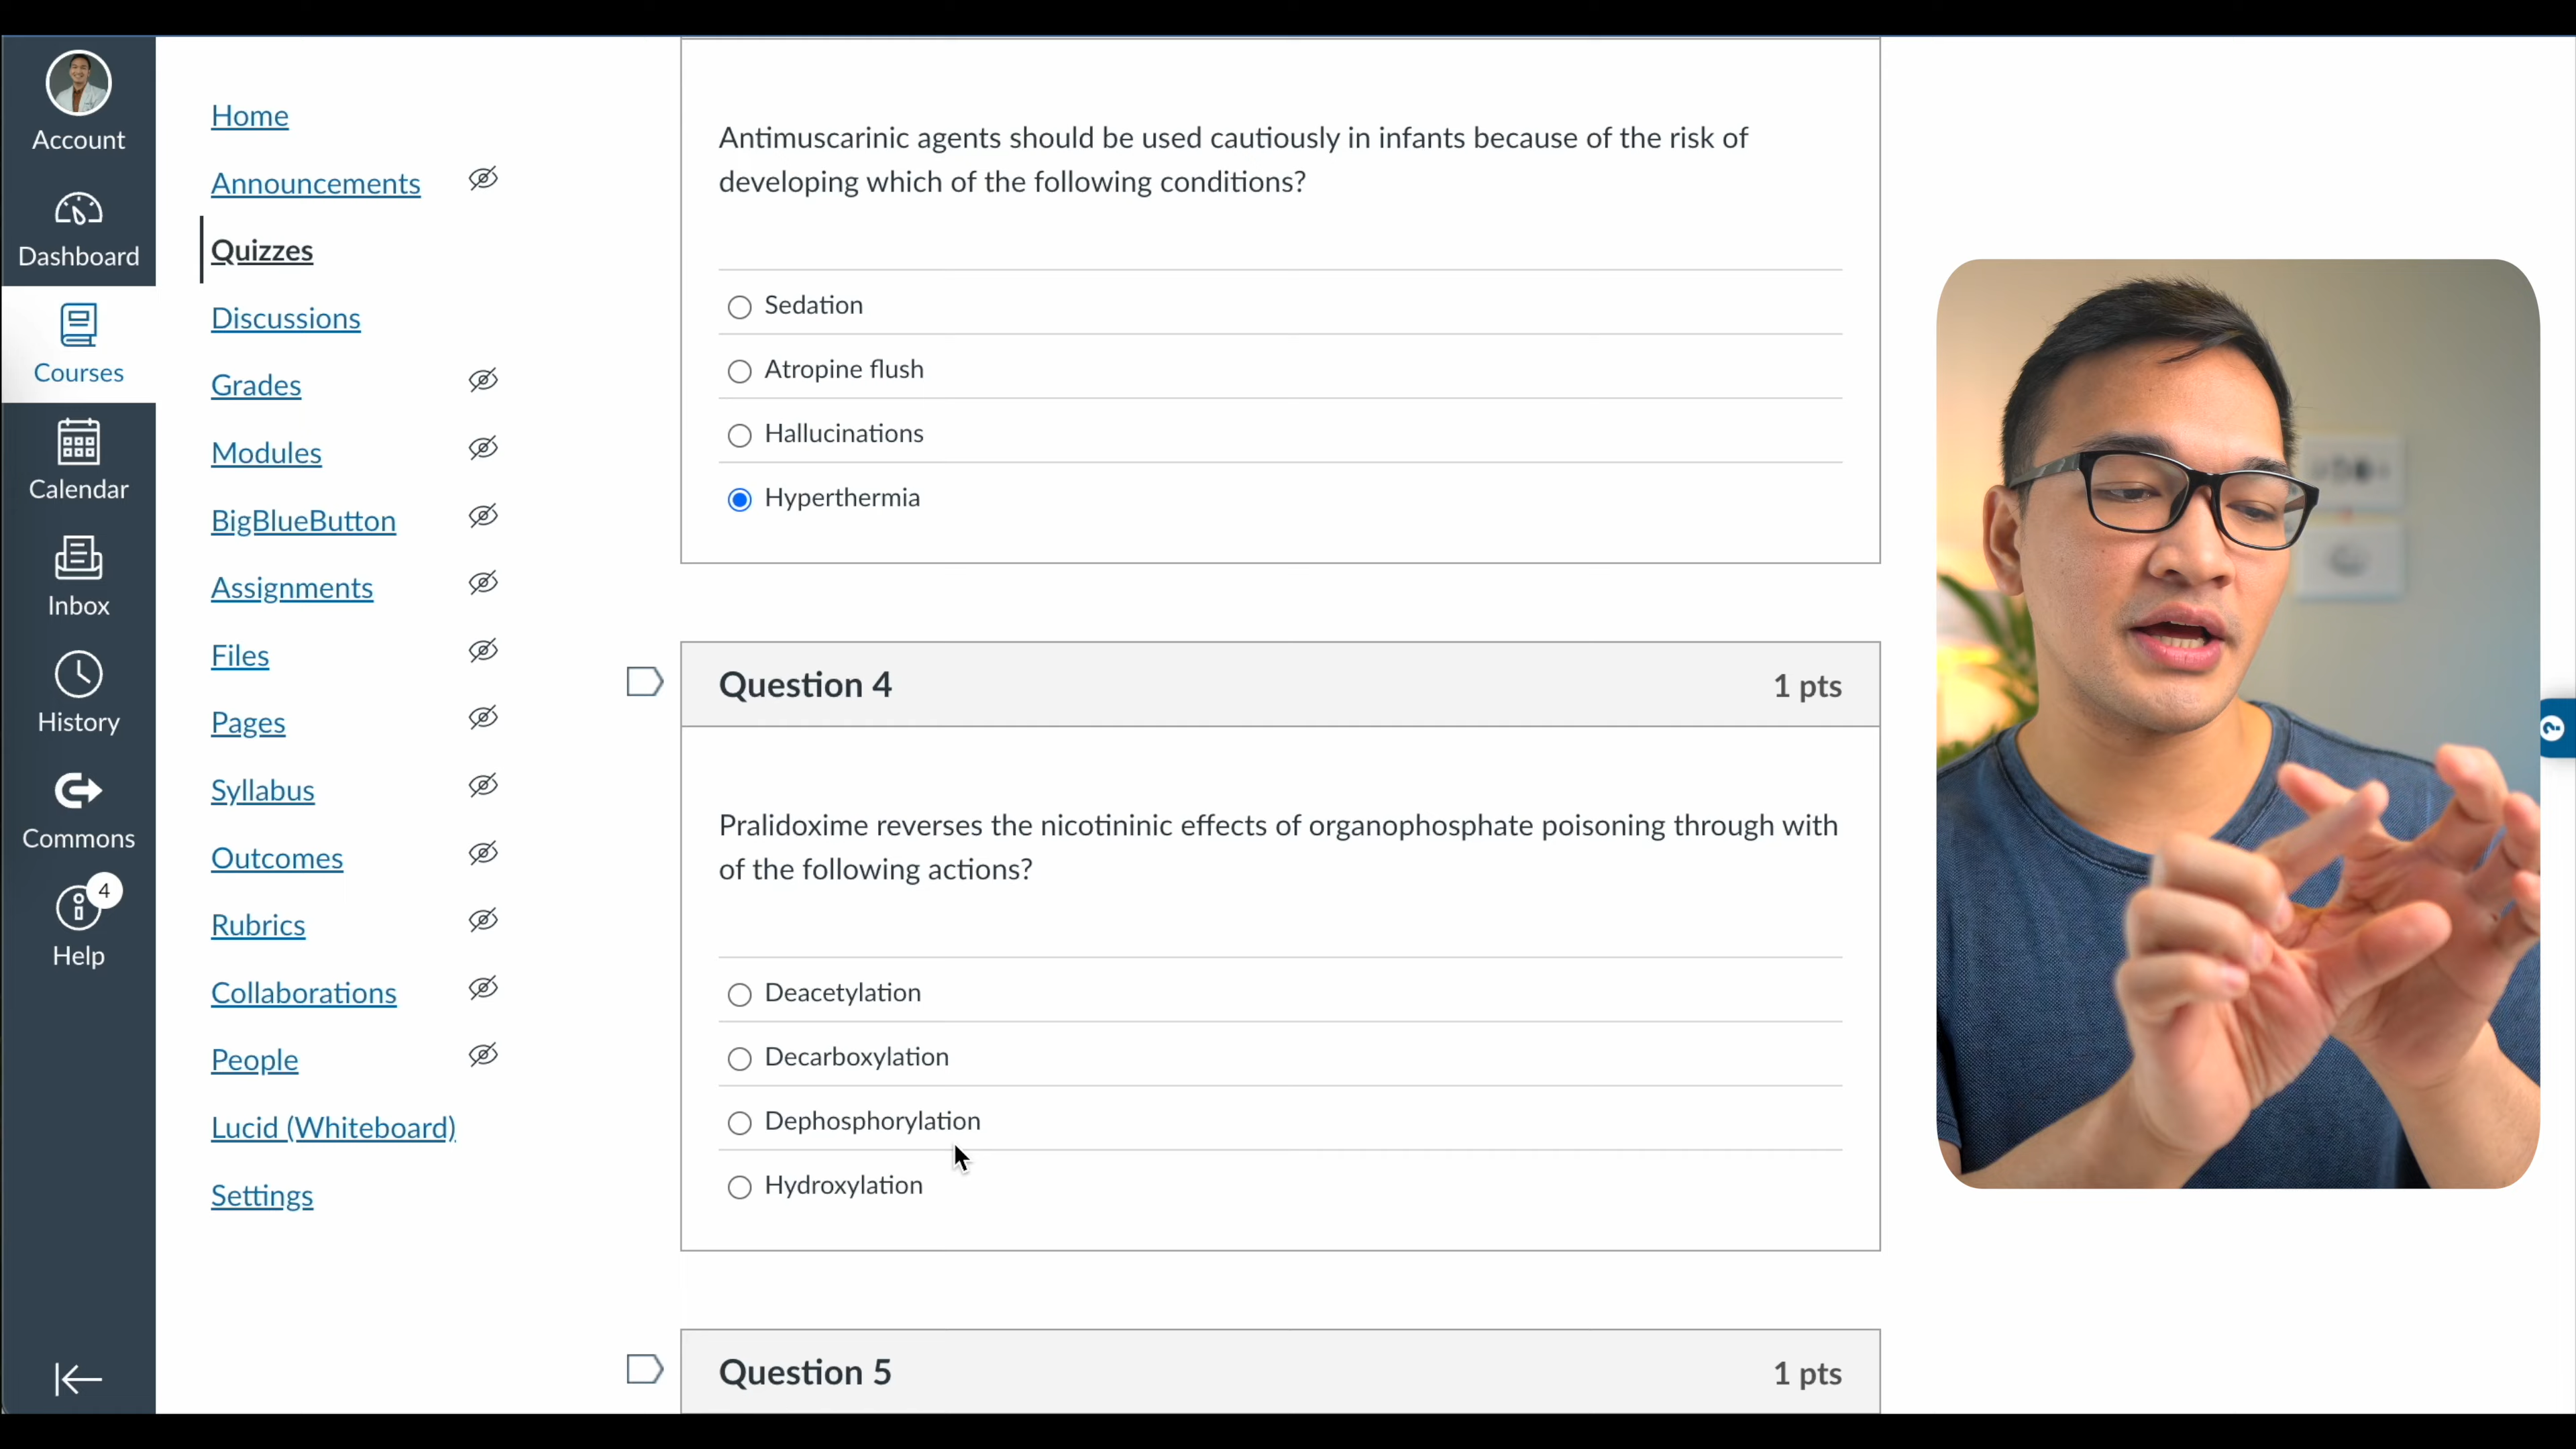 Account
Dashboard
Courses
Calendar
Inbox
History
Commons
4
Help
Home
Announcements
Quizzes
Discussions
Grades
Modules
BigBlueButton
Assignments
Files
Pages
Syllabus
Outcomes
Rubrics
Collaborations
People
Lucid (Whiteboard)
Settings
Antimuscarinic agents should be used cautiously in infants because of the risk of
developing which of the following conditions?
Sedation
Atropine flush
Hallucinations
Hyperthermia
Question 4 1 pts
Pralidoxime reverses the nicotininic effects of organophosphate poisoning through with
of the following actions?
Deacetylation
Decarboxylation
Dephosphorylation
Hydroxylation
Question 5 1 pts
?